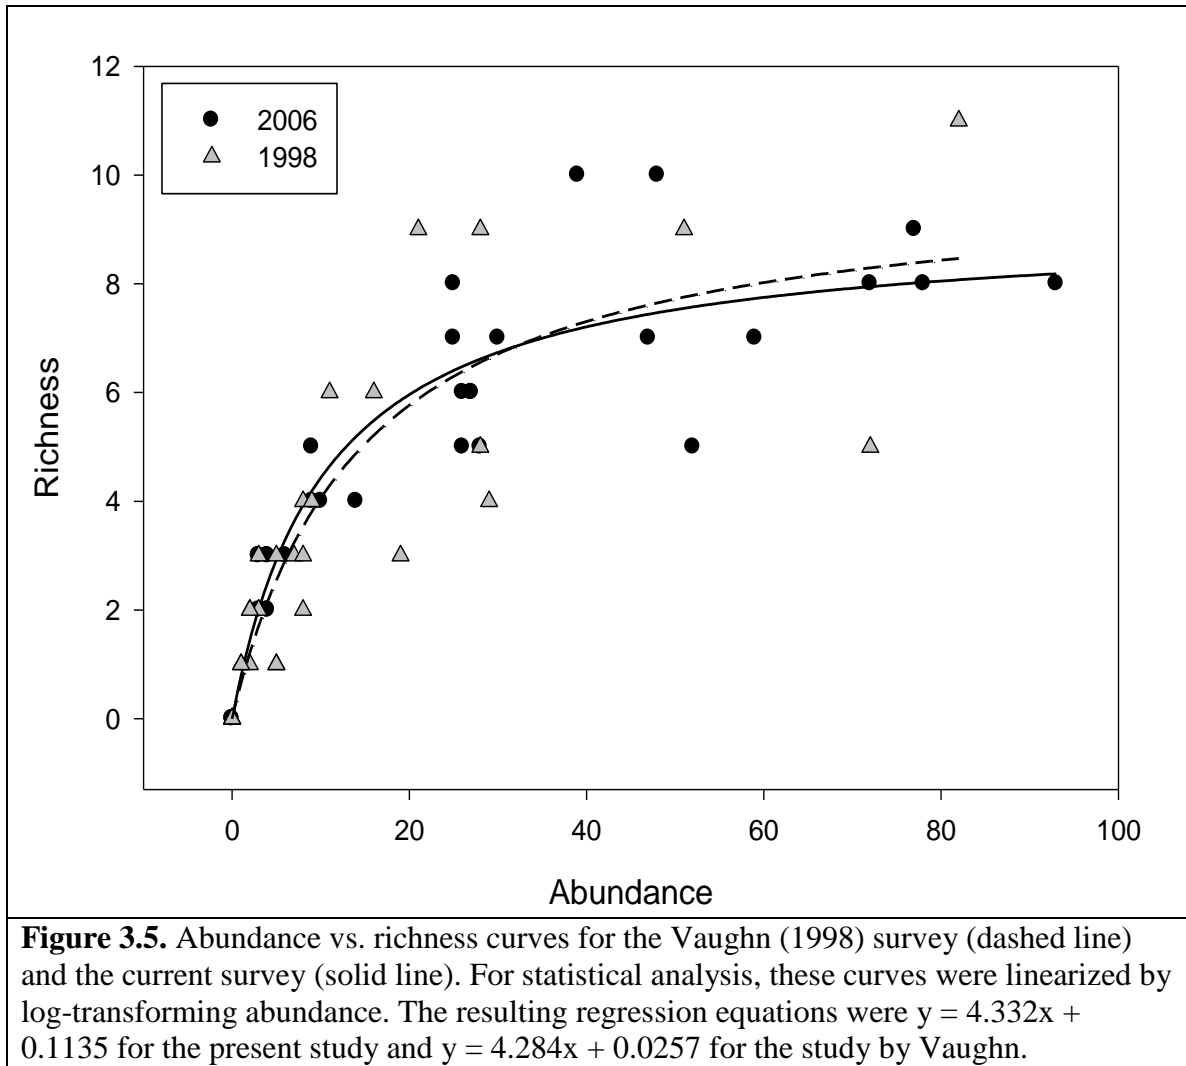 12
10
8
6
4
2
0
Richness
2006
1998
0 20 40 60 80 100
Abundance
Figure 3.5. Abundance vs. richness curves for the Vaughn (1998) survey (dashed line)
and the current survey (solid line). For statistical analysis, these curves were linearized by
log-transforming abundance. The resulting regression equations were y = 4.332x +
0.1135 for the present study and y = 4.284x + 0.0257 for the study by Vaughn.